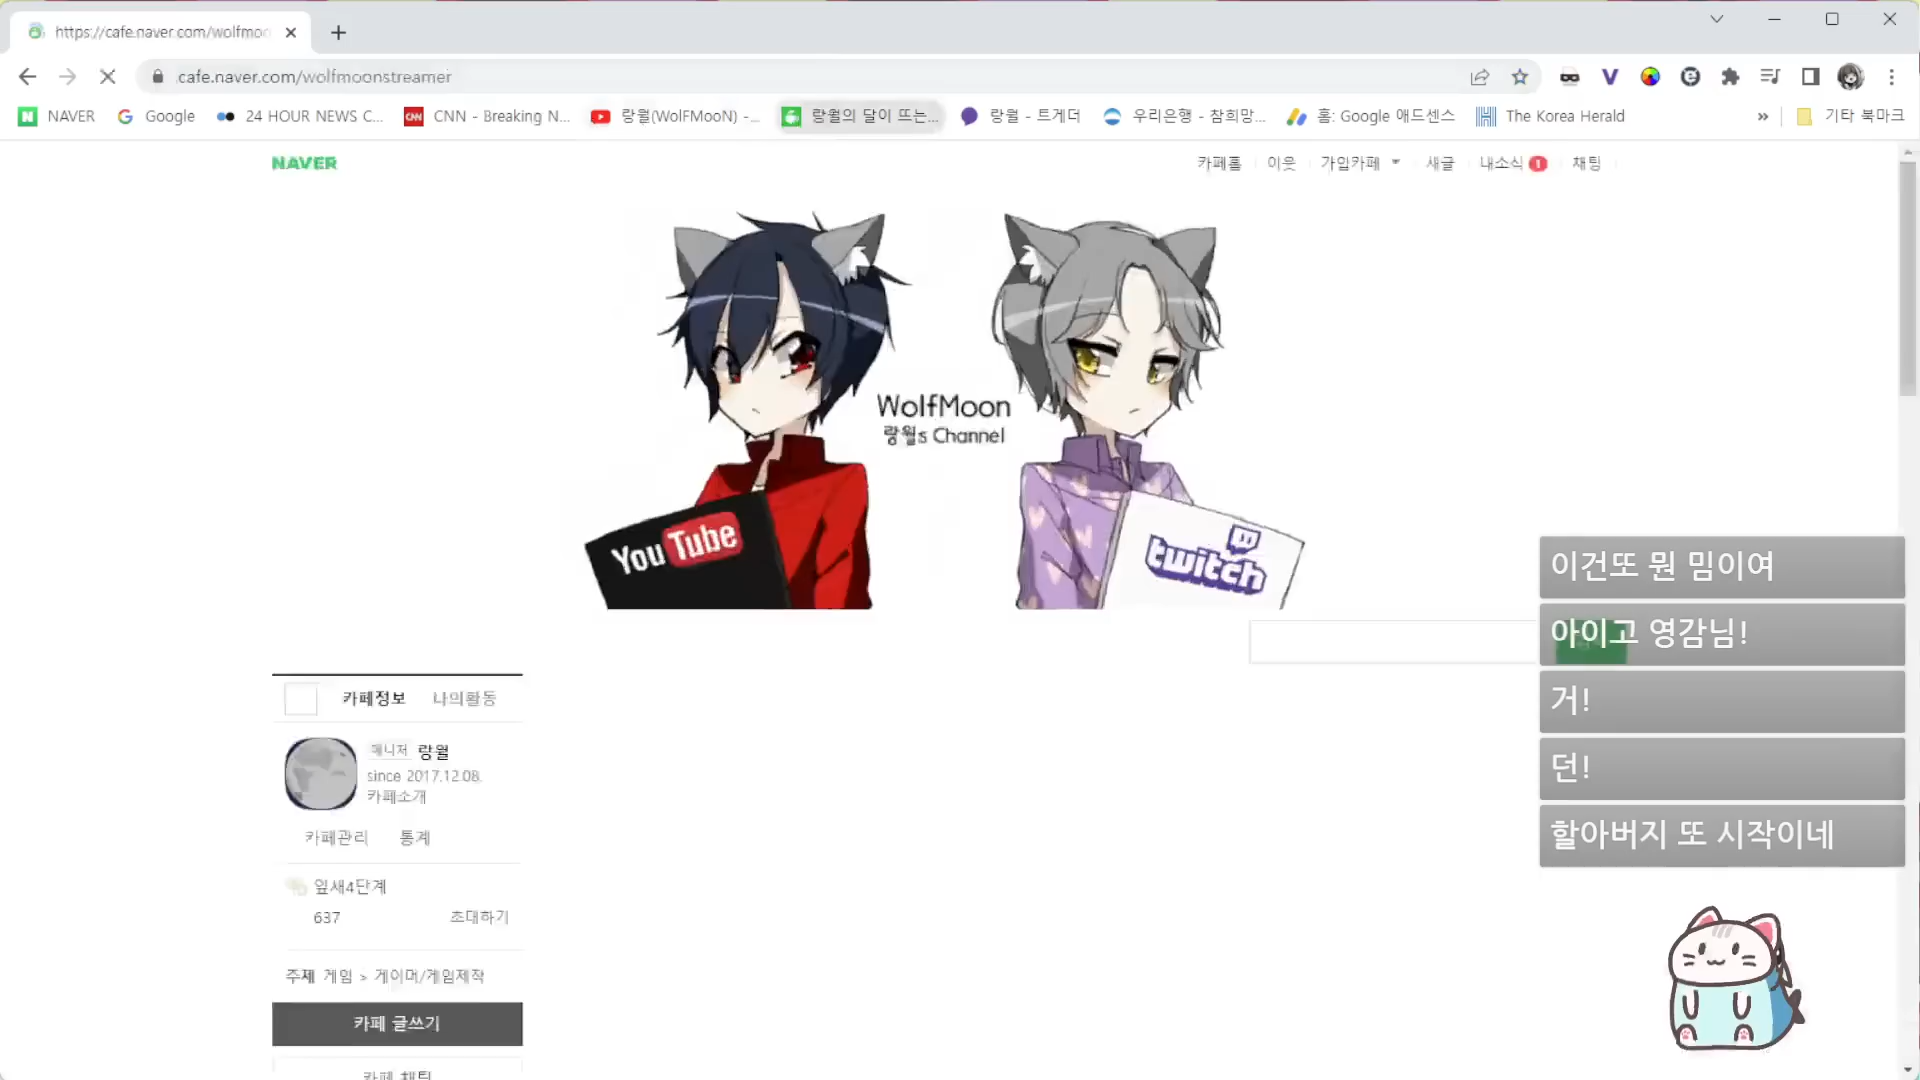 https://cafe.naver.com/wolfmoo
cafe.naver.com/wolfmoonstreamer
NAVER
Google
24 HOUR NEWS C...
CNN - Breaking N...
랑월(WolFMooN) -...
랑월의 달이 뜨는...
랑월 - 트게더
우리은행 - 참희망...
홈: Google 애드센스
The Korea Herald
»
기타 북마크
NAVER
카페홈
이웃
가입카페
새글
내소식 1
채팅
WolfMoon
랑월s Channel
YouTube
twitch
이건또 뭔 밈이여
아이고 영감님!
거!
던!
할아버지 또 시작이네
카페정보
나의활동
매니저 랑월
since 2017.12.08.
카페소개
카페관리
통계
잎새4단계
637
초대하기
주제 게임 > 게이머/게임제작
카페 글쓰기
카페 채팅